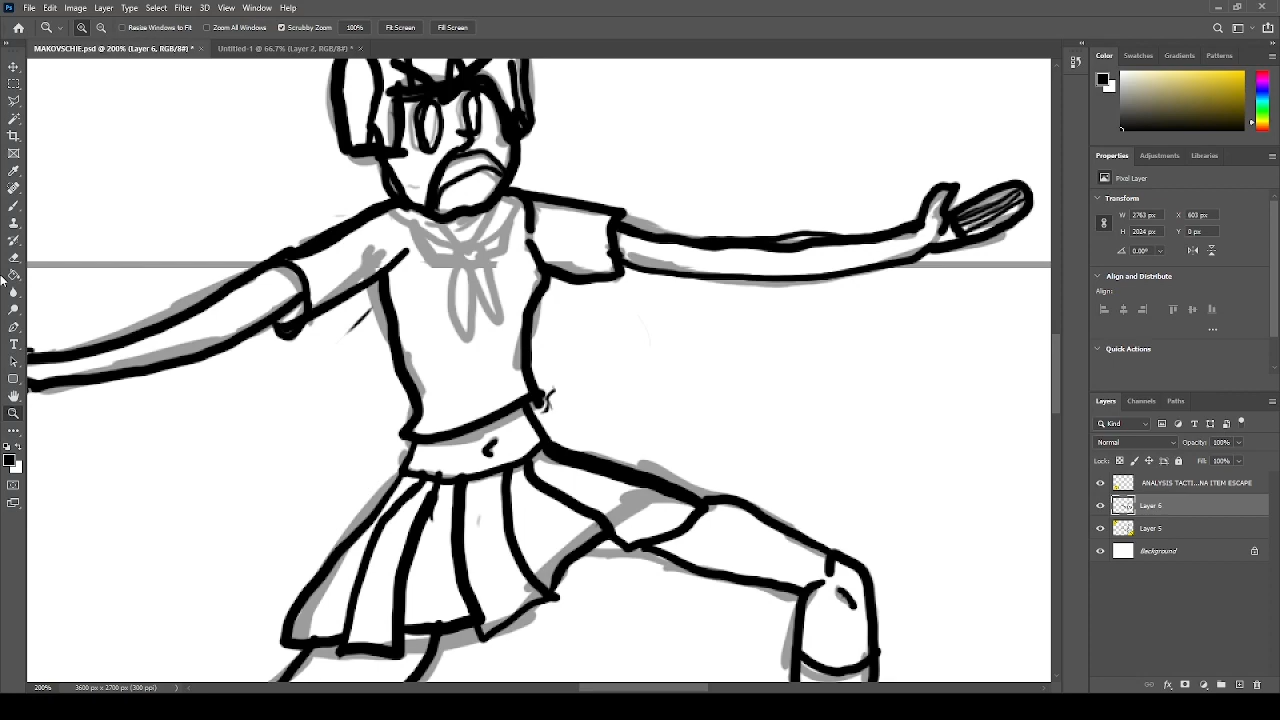 Ps File Edit Image Layer Type Select Filter 3D View Window Help
Resize Windows to Fit Zoom All Windows Scrubby Zoom 100% Fit Screen Fill Screen
MAKOVSCHIE.psd @ 200% (Layer 6, RGB/8#) * × Untitled-1 @ 66.7% (Layer 2, RGB/8#) * ×
Color Swatches Gradients Patterns
Properties Adjustments Libraries
Pixel Layer
Transform
W 2763 px X 603 px
H 2024 px Y 0 px
0.00°
Align and Distribute
Align:
Quick Actions
Layers Channels Paths
Kind
Normal Opacity: 100%
Lock: Fill: 100%
ANALYSIS TACTI...NA ITEM ESCAPE
Layer 6
Layer 5
Background
200% 3600 px x 2700 px (300 ppi)